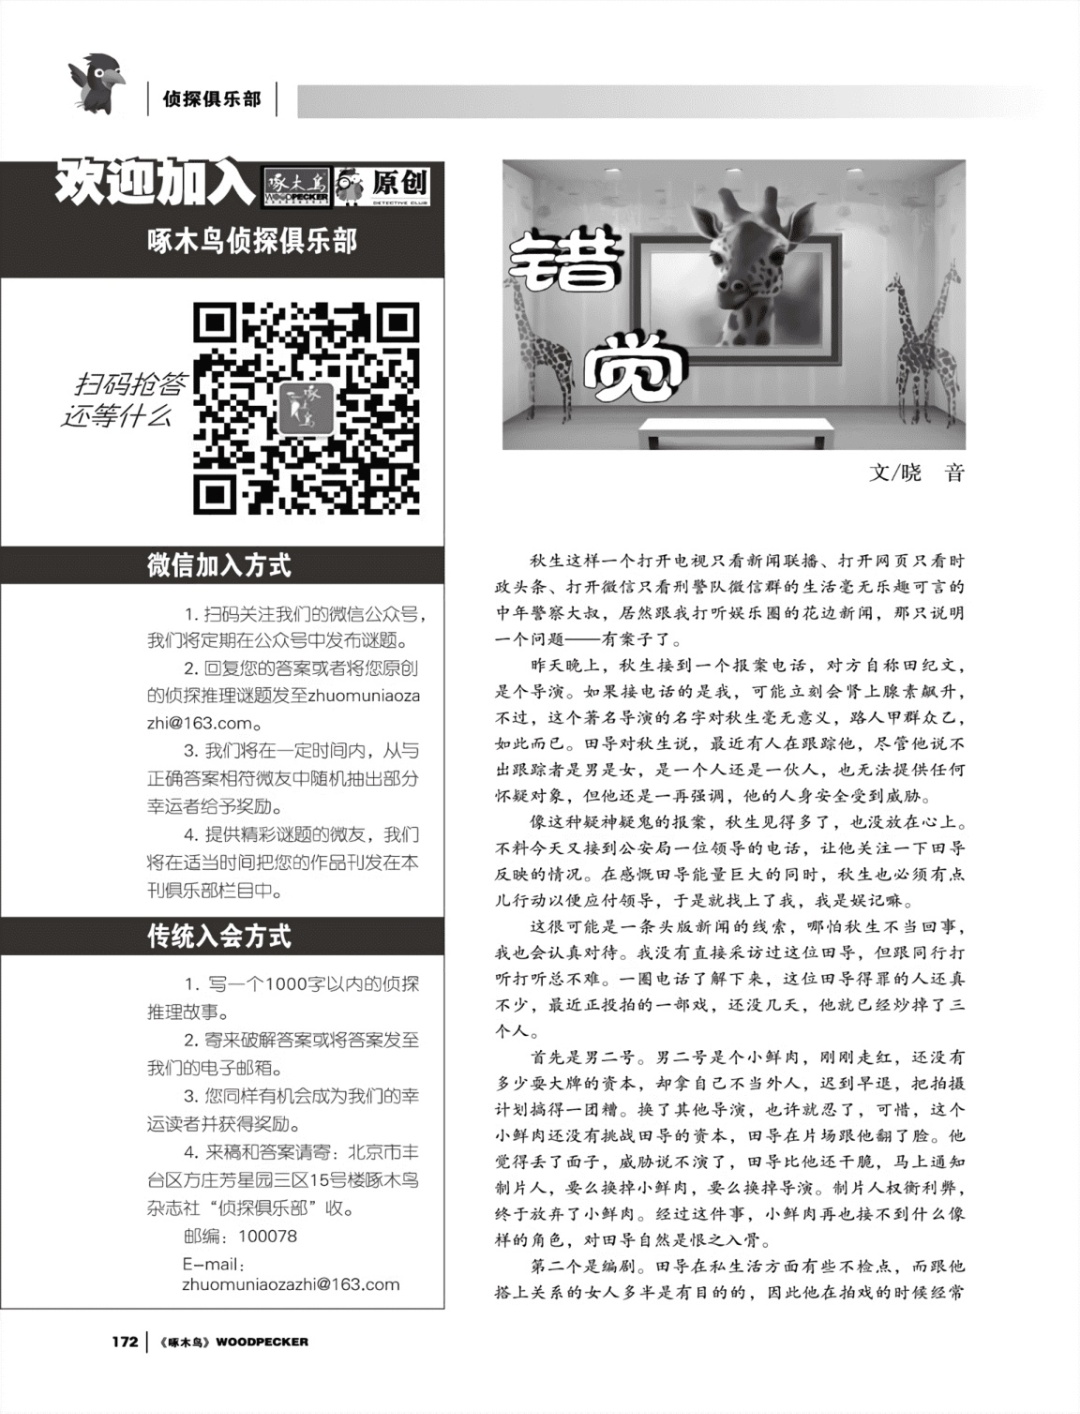 侦探俱乐部
欢迎加入
啄木鸟
WOODPECKER
原创
DETECTIVE CLUB
啄木鸟侦探俱乐部
扫码抢答
还等什么
啄木鸟
微信加入方式
1. 扫码关注我们的微信公众号，
我们将定期在公众号中发布谜题。
2. 回复您的答案或者将您原创
的侦探推理谜题发至zhuomuniaoza
zhi@163.com。
3. 我们将在一定时间内，从与
正确答案相符微友中随机抽出部分
幸运者给予奖励。
4. 提供精彩谜题的微友，我们
将在适当时间把您的作品刊发在本
刊俱乐部栏目中。
传统入会方式
1. 写一个1000字以内的侦探
推理故事。
2. 寄来破解答案或将答案发至
我们的电子邮箱。
3. 您同样有机会成为我们的幸
运读者并获得奖励。
4. 来稿和答案请寄：北京市丰
台区方庄芳星园三区15号楼啄木鸟
杂志社“侦探俱乐部”收。
邮编：100078
E-mail：
zhuomuniaozazhi@163.com
错
觉
文/晓　音
秋生这样一个打开电视只看新闻联播、打开网页只看时
政头条、打开微信只看刑警队微信群的生活毫无乐趣可言的
中年警察大叔，居然跟我打听娱乐圈的花边新闻，那只说明
一个问题——有案子了。
昨天晚上，秋生接到一个报案电话，对方自称田纪文，
是个导演。如果接电话的是我，可能立刻会肾上腺素飙升，
不过，这个著名导演的名字对秋生毫无意义，路人甲群众乙，
如此而已。田导对秋生说，最近有人在跟踪他，尽管他说不
出跟踪者是男是女，是一个人还是一伙人，也无法提供任何
怀疑对象，但他还是一再强调，他的人身安全受到威胁。
像这种疑神疑鬼的报案，秋生见得多了，也没放在心上。
不料今天又接到公安局一位领导的电话，让他关注一下田导
反映的情况。在感慨田导能量巨大的同时，秋生也必须有点
儿行动以便应付领导，于是就找上了我，我是娱记嘛。
这很可能是一条头版新闻的线索，哪怕秋生不当回事，
我也会认真对待。我没有直接采访过这位田导，但跟同行打
听打听总不难。一圈电话了解下来，这位田导得罪的人还真
不少，最近正投拍的一部戏，还没几天，他就已经炒掉了三
个人。
首先是男二号。男二号是个小鲜肉，刚刚走红，还没有
多少耍大牌的资本，却拿自己不当外人，迟到早退，把拍摄
计划搞得一团糟。换了其他导演，也许就忍了，可惜，这个
小鲜肉还没有挑战田导的资本，田导在片场跟他翻了脸。他
觉得丢了面子，威胁说不演了，田导比他还干脆，马上通知
制片人，要么换掉小鲜肉，要么换掉导演。制片人权衡利弊，
终于放弃了小鲜肉。经过这件事，小鲜肉再也接不到什么像
样的角色，对田导自然是恨之入骨。
第二个是编剧。田导在私生活方面有些不检点，而跟他
搭上关系的女人多半是有目的的，因此他在拍戏的时候经常
172
《啄木鸟》WOODPECKER